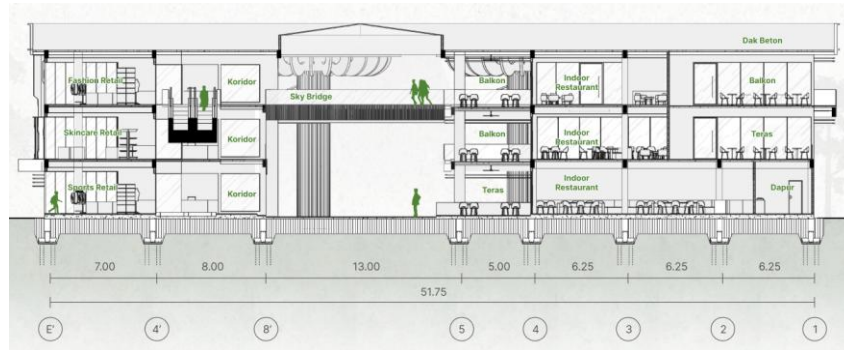 Dak Beton
Fashion Retail
Koridor
Sky Bridge
Balkon
Indoor
Restaurant
Balkon
Skincare Retail
Koridor
Balkon
Indoor
Restaurant
Teras
Sports Retail
Koridor
Teras
Indoor
Restaurant
Dapur
7.00
8.00
13.00
5.00
6.25
6.25
6.25
51.75
E'
4'
8'
5
4
3
2
1